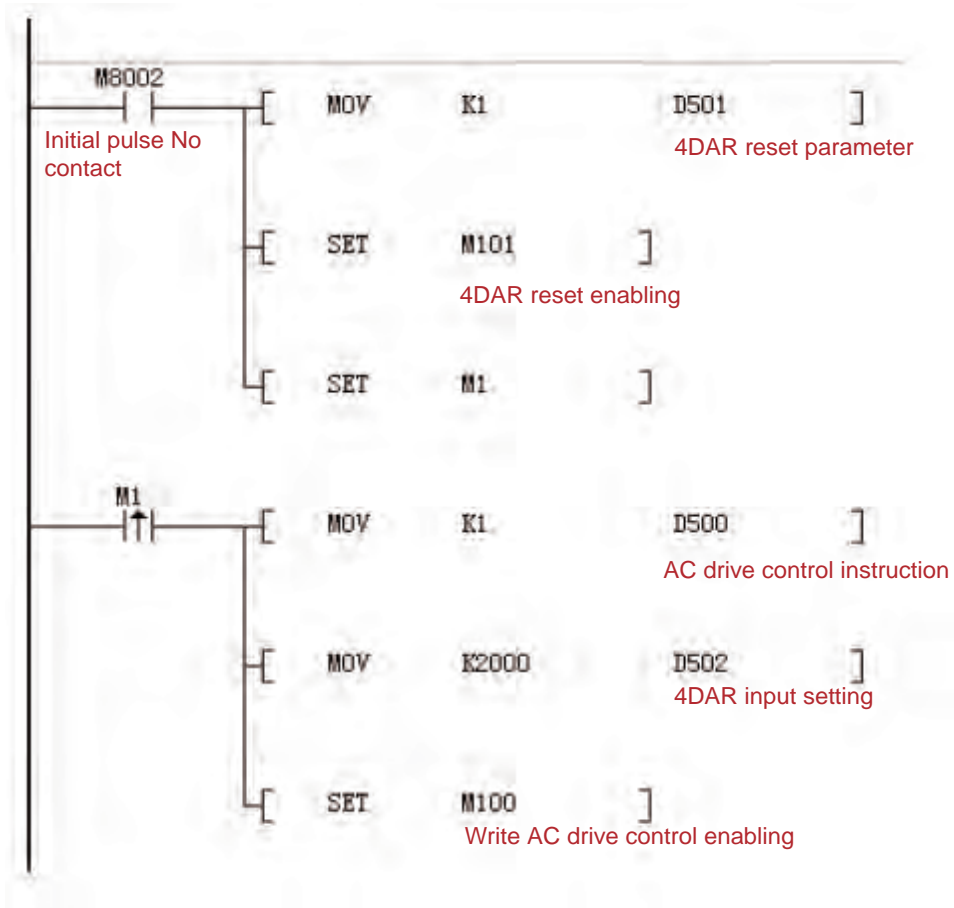 M8002
[ MOV K1 D501 ]
Initial pulse No
contact
4DAR reset parameter
[ SET M101 ]
4DAR reset enabling
[ SET M1 ]
M1
[ MOV K1 D500 ]
AC drive control instruction
[ MOV K2000 D502 ]
4DAR input setting
[ SET M100 ]
Write AC drive control enabling